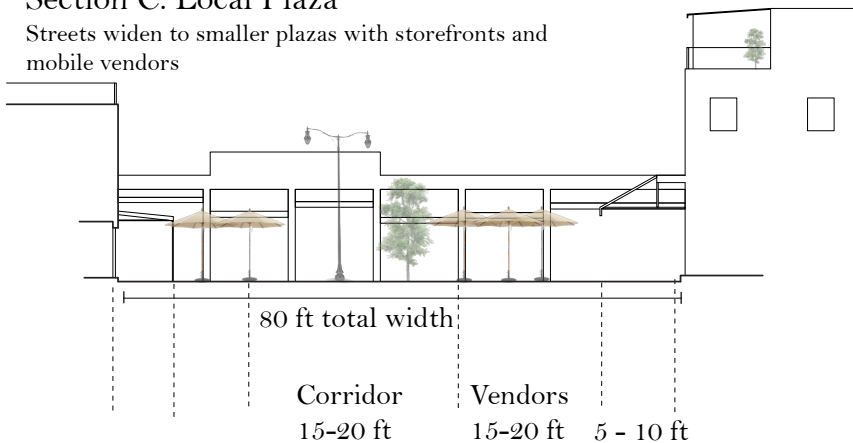 Section C: Local Plaza
Streets widen to smaller plazas with storefronts and
mobile vendors
80 ft total width
Corridor
15-20 ft
Vendors
15-20 ft
5 - 10 ft